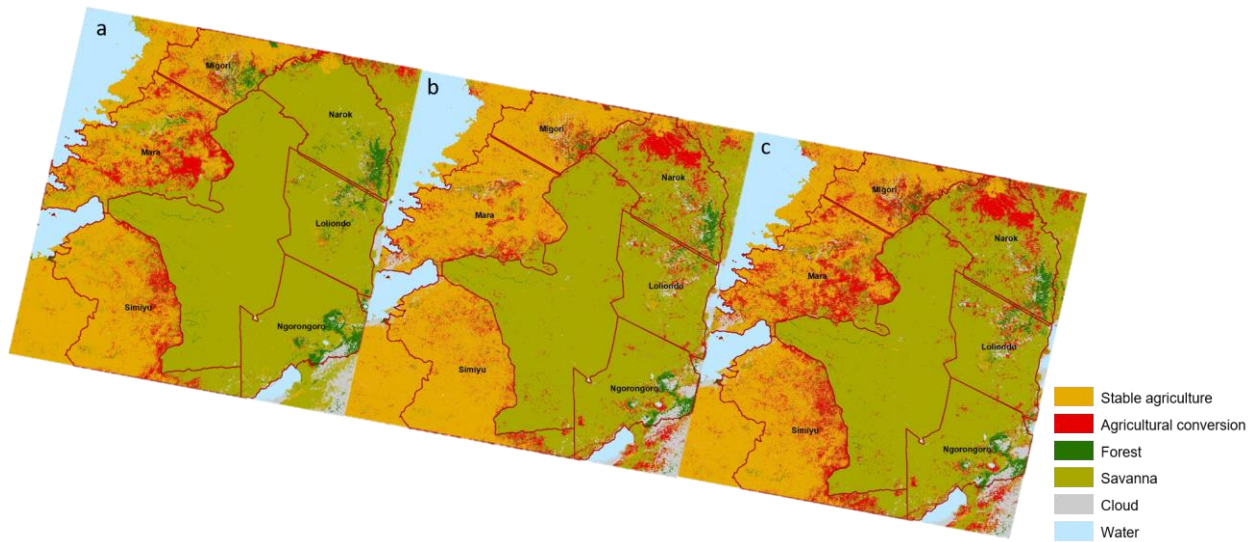 a
Migori
Narok
Mara
Loliondo
Simiyu
Ngorongoro
b
Migori
Narok
Mara
Loliondo
Simiyu
Ngorongoro
c
Migori
Narok
Mara
Loliondo
Simiyu
Ngorongoro
Stable agriculture
Agricultural conversion
Forest
Savanna
Cloud
Water